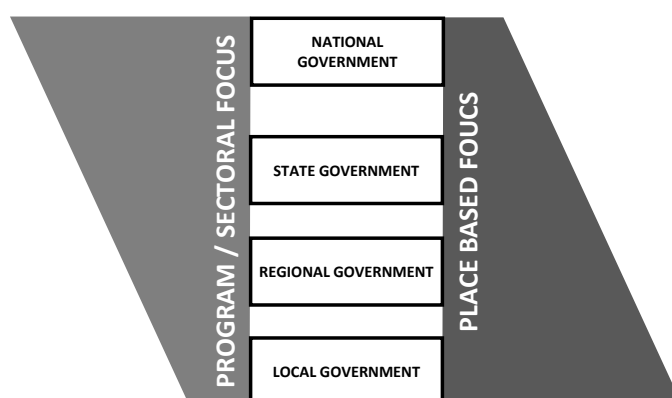 PROGRAM / SECTORAL FOCUS
NATIONAL
GOVERNMENT
STATE GOVERNMENT
REGIONAL GOVERNMENT
LOCAL GOVERNMENT
PLACE BASED FOUCS